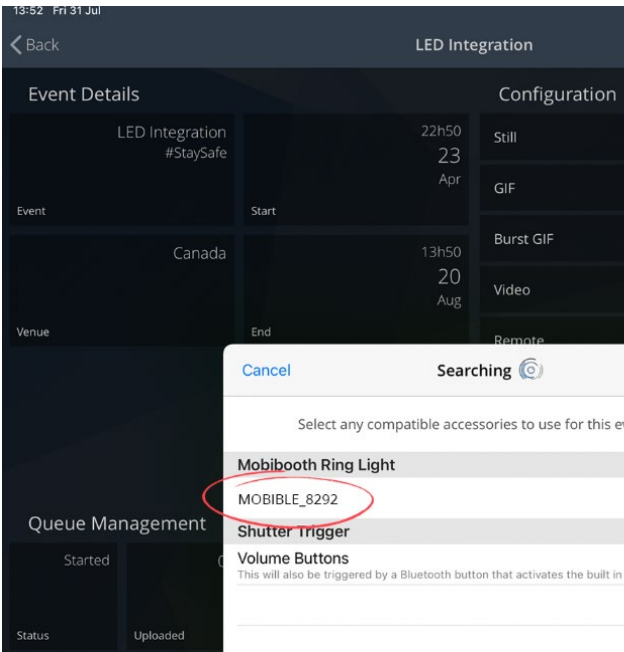 13:52 Fri 31 Jul
Back
LED Integration
Event Details
LED Integration
#StaySafe
Event
22h50
23
Apr
Start
Canada
Venue
13h50
20
Aug
End
Configuration
Still
GIF
Burst GIF
Video
Remote
Cancel
Searching
Select any compatible accessories to use for this
Mobibooth Ring Light
MOBIBLE_8292
Shutter Trigger
Volume Buttons
This will also be triggered by a Bluetooth button that activates the built in
Queue Management
Started
Status
Uploaded